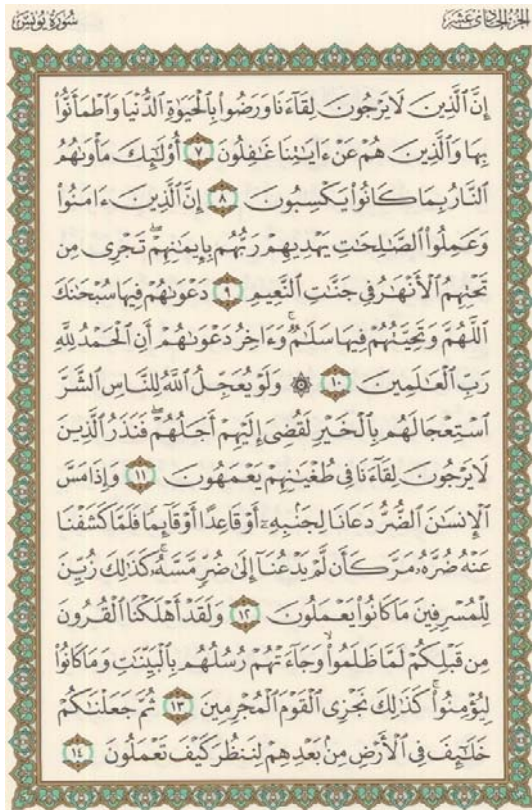 الجزء الحادي عشر
سورة يونس
إِنَّ ٱلَّذِينَ لَا يَرْجُونَ لِقَآءَنَا وَرَضُوا۟ بِٱلْحَيَوٰةِ ٱلدُّنْيَا وَٱطْمَأَنُّوا۟
بِهَا وَٱلَّذِينَ هُمْ عَنْ ءَايَٰتِنَا غَٰفِلُونَ ٧ أُو۟لَٰٓئِكَ مَأْوَىٰهُمُ
ٱلنَّارُ بِمَا كَانُوا۟ يَكْسِبُونَ ٨ إِنَّ ٱلَّذِينَ ءَامَنُوا۟
وَعَمِلُوا۟ ٱلصَّٰلِحَٰتِ يَهْدِيهِمْ رَبُّهُم بِإِيمَٰنِهِمْ ۖ تَجْرِى مِن
تَحْتِهِمُ ٱلْأَنْهَٰرُ فِى جَنَّٰتِ ٱلنَّعِيمِ ٩ دَعْوَىٰهُمْ فِيهَا سُبْحَٰنَكَ
ٱللَّهُمَّ وَتَحِيَّتُهُمْ فِيهَا سَلَٰمٌ ۚ وَءَاخِرُ دَعْوَىٰهُمْ أَنِ ٱلْحَمْدُ لِلَّهِ
رَبِّ ٱلْعَٰلَمِينَ ١٠ ۞ وَلَوْ يُعَجِّلُ ٱللَّهُ لِلنَّاسِ ٱلشَّرَّ
ٱسْتِعْجَالَهُم بِٱلْخَيْرِ لَقُضِىَ إِلَيْهِمْ أَجَلُهُمْ ۖ فَنَذَرُ ٱلَّذِينَ
لَا يَرْجُونَ لِقَآءَنَا فِى طُغْيَٰنِهِمْ يَعْمَهُونَ ١١ وَإِذَا مَسَّ
ٱلْإِنسَٰنَ ٱلضُّرُّ دَعَانَا لِجَنۢبِهِۦٓ أَوْ قَاعِدًا أَوْ قَآئِمًا فَلَمَّا كَشَفْنَا
عَنْهُ ضُرَّهُۥ مَرَّ كَأَن لَّمْ يَدْعُنَآ إِلَىٰ ضُرٍّ مَّسَّهُۥ ۚ كَذَٰلِكَ زُيِّنَ
لِلْمُسْرِفِينَ مَا كَانُوا۟ يَعْمَلُونَ ١٢ وَلَقَدْ أَهْلَكْنَا ٱلْقُرُونَ
مِن قَبْلِكُمْ لَمَّا ظَلَمُوا۟ ۙ وَجَآءَتْهُمْ رُسُلُهُم بِٱلْبَيِّنَٰتِ وَمَا كَانُوا۟
لِيُؤْمِنُوا۟ ۚ كَذَٰلِكَ نَجْزِى ٱلْقَوْمَ ٱلْمُجْرِمِينَ ١٣ ثُمَّ جَعَلْنَٰكُمْ
خَلَٰٓئِفَ فِى ٱلْأَرْضِ مِنۢ بَعْدِهِمْ لِنَنظُرَ كَيْفَ تَعْمَلُونَ ١٤